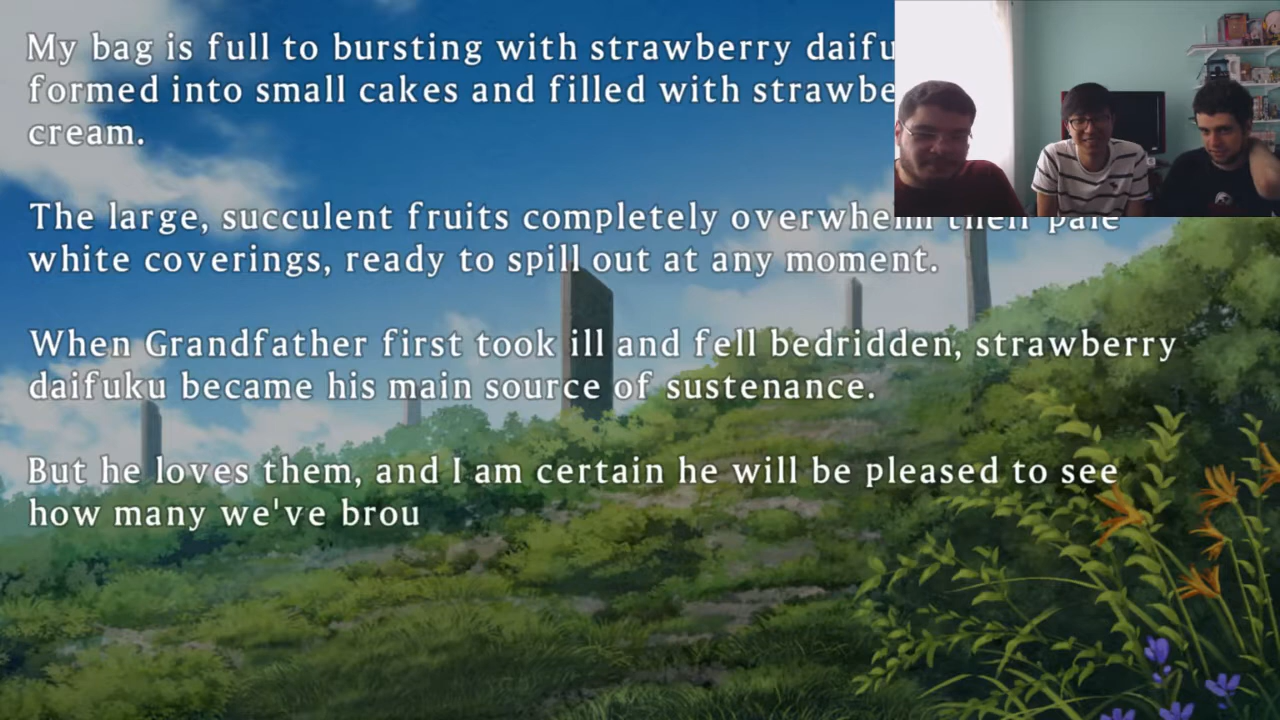 My bag is full to bursting with strawberry daifu
formed into small cakes and filled with strawbe
cream.
The large, succulent fruits completely overwhelm their pale
white coverings, ready to spill out at any moment.
When Grandfather first took ill and fell bedridden, strawberry
daifuku became his main source of sustenance.
But he loves them, and I am certain he will be pleased to see
how many we've brou